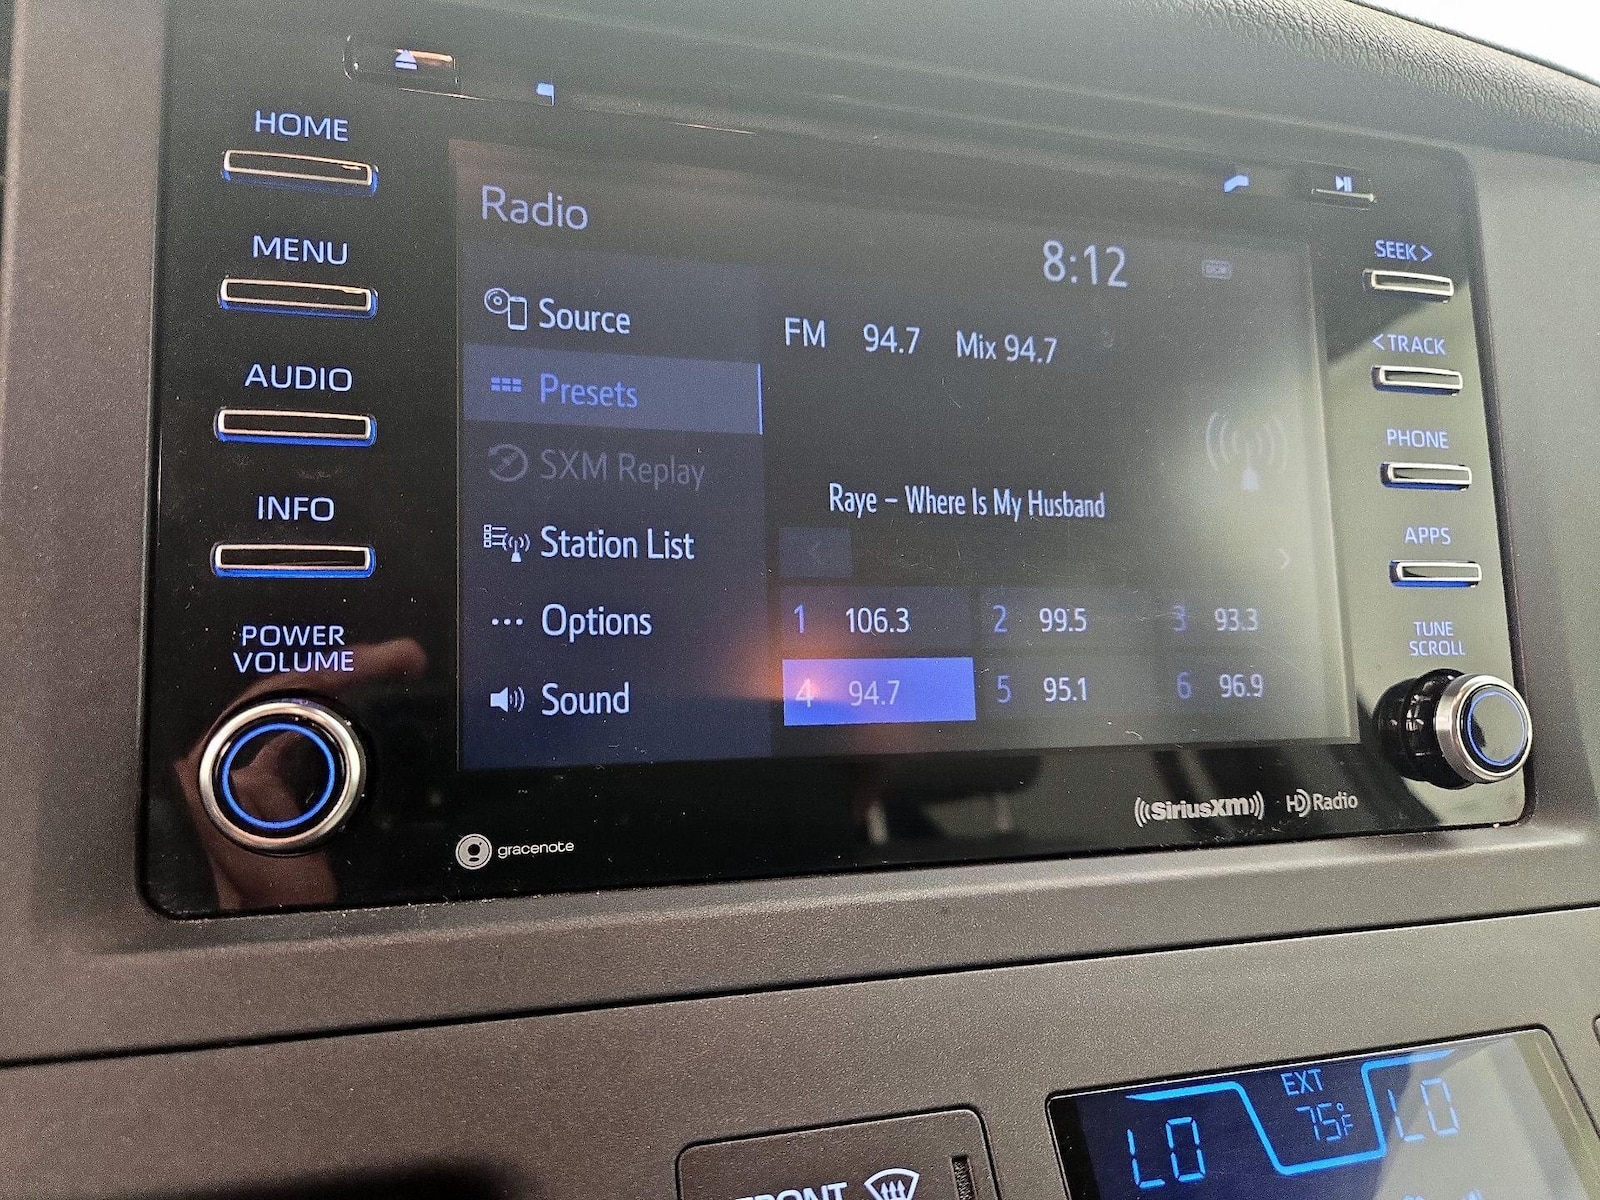 HOME
MENU
AUDIO
INFO
POWER
VOLUME
Radio
8:12
Source
Presets
SXM Replay
Station List
Options
Sound
FM 94.7 Mix 94.7
Raye – Where Is My Husband
< >
1 106.3 2 99.5 3 93.3
4 94.7 5 95.1 6 96.9
SEEK >
< TRACK
PHONE
APPS
TUNE
SCROLL
gracenote
((SiriusXM))
HD Radio
LO EXT 75°F LO
FRONT